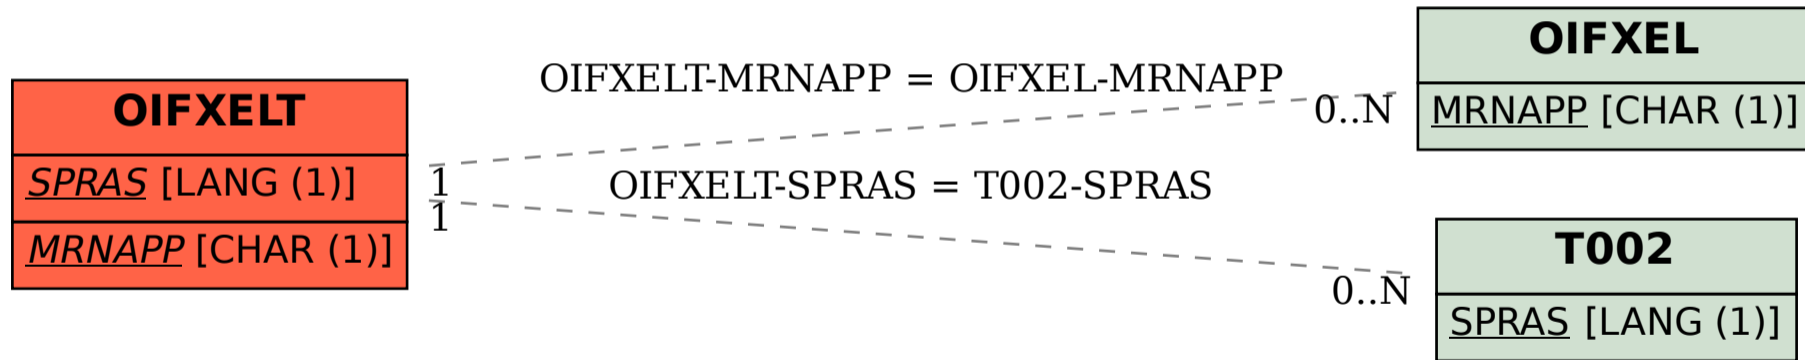 OIFXELT
SPRAS [LANG (1)]
MRNAPP [CHAR (1)]
OIFXELT-MRNAPP = OIFXEL-MRNAPP
1
0..N
OIFXELT-SPRAS = T002-SPRAS
1
0..N
OIFXEL
MRNAPP [CHAR (1)]
T002
SPRAS [LANG (1)]